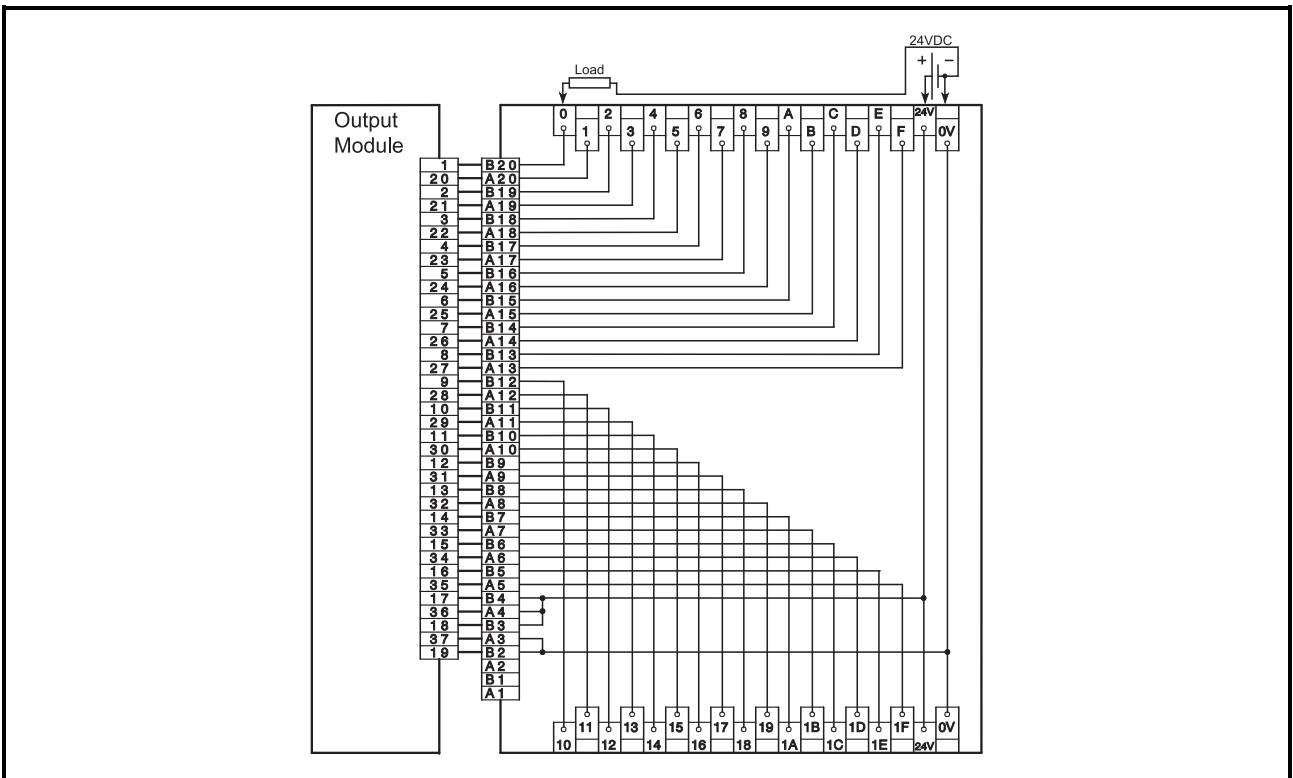 24VDC
+ −
Load
0 2 4 6 8 A C E 24V
1 3 5 7 9 B D F 0V
Output
Module
1 B20
20 A20
2 B19
21 A19
3 B18
22 A18
4 B17
23 A17
5 B16
24 A16
6 B15
25 A15
7 B14
26 A14
8 B13
27 A13
9 B12
28 A12
10 B11
29 A11
11 B10
30 A10
12 B9
31 A9
13 B8
32 A8
14 B7
33 A7
15 B6
34 A6
16 B5
35 A5
17 B4
36 A4
18 B3
37 A3
19 B2
A2
B1
A1
11 13 15 17 19 1B 1D 1F 0V
10 12 14 16 18 1A 1C 1E 24V